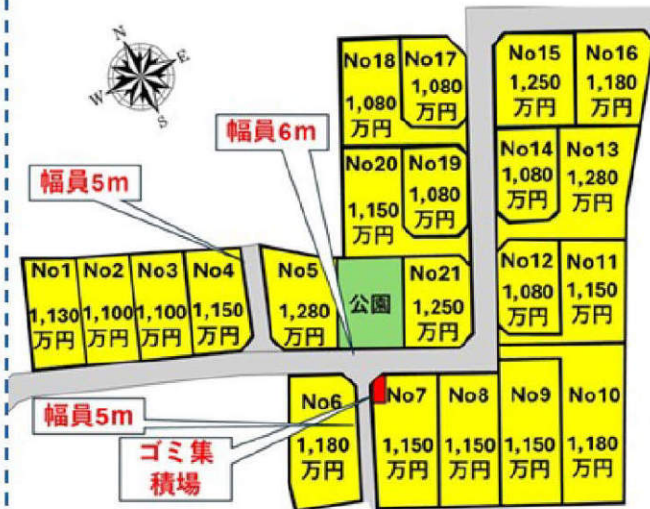 N
E
W
S
No18
1,080
万円
No17
1,080
万円
No15
1,250
万円
No16
1,180
万円
幅員6m
幅員5m
No20
1,150
万円
No19
1,080
万円
No14
1,080
万円
No13
1,280
万円
No1
1,130
万円
No2
1,100
万円
No3
1,100
万円
No4
1,150
万円
No5
1,280
万円
公園
No21
1,250
万円
No12
1,080
万円
No11
1,150
万円
幅員5m
ゴミ集
積場
No6
1,180
万円
No7
1,150
万円
No8
1,150
万円
No9
1,150
万円
No10
1,180
万円